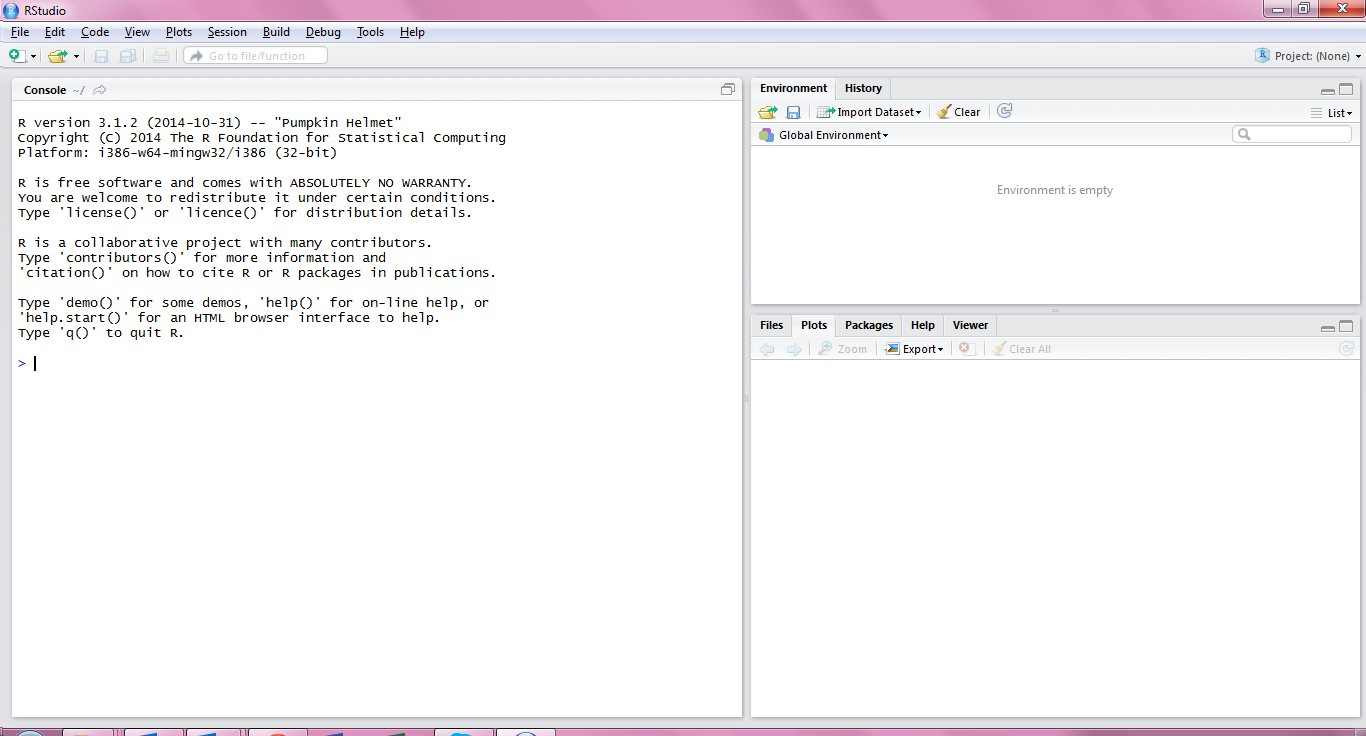 RStudio
File Edit Code View Plots Session Build Debug Tools Help
Go to file/function
Project: (None)
Console ~/
R version 3.1.2 (2014-10-31) -- "Pumpkin Helmet"
Copyright (C) 2014 The R Foundation for Statistical Computing
Platform: i386-w64-mingw32/i386 (32-bit)
R is free software and comes with ABSOLUTELY NO WARRANTY.
You are welcome to redistribute it under certain conditions.
Type 'license()' or 'licence()' for distribution details.
R is a collaborative project with many contributors.
Type 'contributors()' for more information and
'citation()' on how to cite R or R packages in publications.
Type 'demo()' for some demos, 'help()' for on-line help, or
'help.start()' for an HTML browser interface to help.
Type 'q()' to quit R.
>
Environment History
Import Dataset Clear List
Global Environment
Environment is empty
Files Plots Packages Help Viewer
Zoom Export Clear All